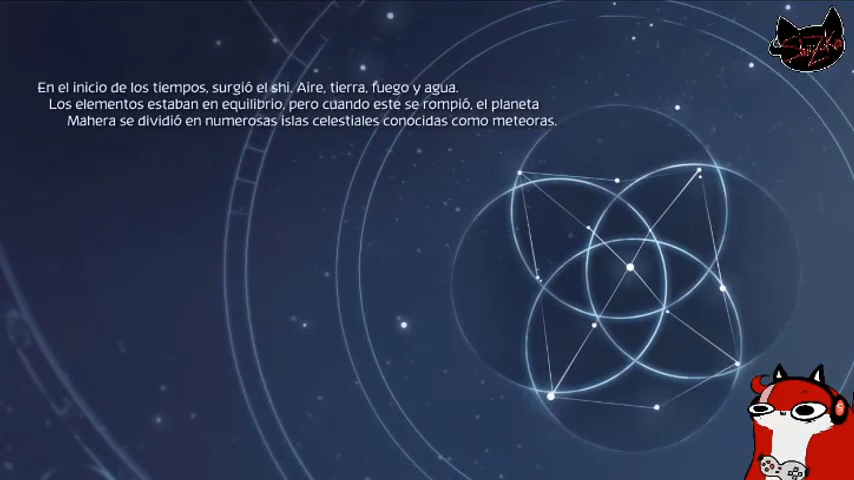 En el inicio de los tiempos, surgió el shi. Aire, tierra, fuego y agua.
Los elementos estaban en equilibrio, pero cuando este se rompió, el planeta
Mahera se dividió en numerosas islas celestiales conocidas como meteoras.